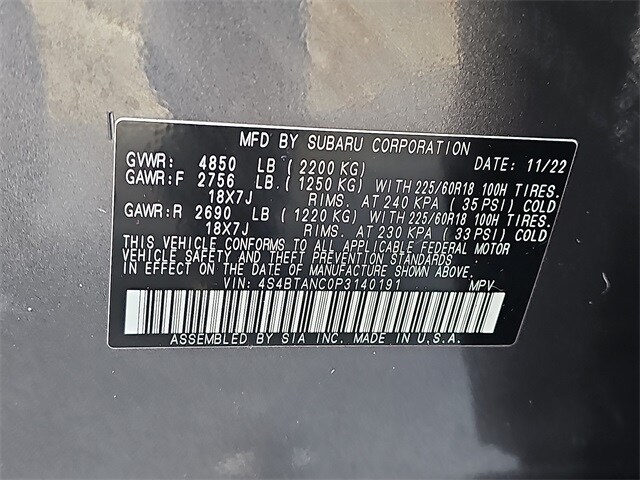 MFD BY SUBARU CORPORATION
GVWR: 4850 LB (2200 KG) DATE: 11/22
GAWR:F 2756 LB (1250 KG) WITH 225/60R18 100H TIRES.
18X7J RIMS. AT 240 KPA (35 PSI) COLD
GAWR:R 2690 LB (1220 KG) WITH 225/60R18 100H TIRES.
18X7J RIMS. AT 230 KPA (33 PSI) COLD
THIS VEHICLE CONFORMS TO ALL APPLICABLE FEDERAL MOTOR
VEHICLE SAFETY AND THEFT PREVENTION STANDARDS
IN EFFECT ON THE DATE OF MANUFACTURE SHOWN ABOVE.
VIN: 4S4BTANC0P3140191 MPV
ASSEMBLED BY SIA INC. MADE IN U.S.A.